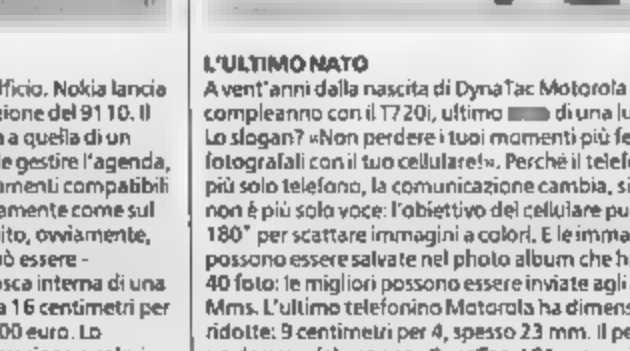 fficio. Nokia lancia
zione del 9110. Il
a a quella di un
le gestire l'agenda,
amenti compatibili
amente come sul
ito, ovviamente,
uò essere -
asca interna di una
a 16 centimetri per
00 euro. Lo
L'ULTIMO NATO
A vent'anni dalla nascita di DynaTac Motorola
compleanno con il T720i, ultimo di una lu
Lo slogan? «Non perdere i tuoi momenti più fe
fotografali con il tuo cellulare!». Perché il telef
più solo telefono, la comunicazione cambia, si
non è più solo voce: l'obiettivo del cellulare pu
180° per scattare immagini a colori. E le imma
possono essere salvate nel photo album che h
40 foto: le migliori possono essere inviate agli
Mms. L'ultimo telefonino Motorola ha dimens
ridotte: 9 centimetri per 4, spesso 23 mm. Il pe